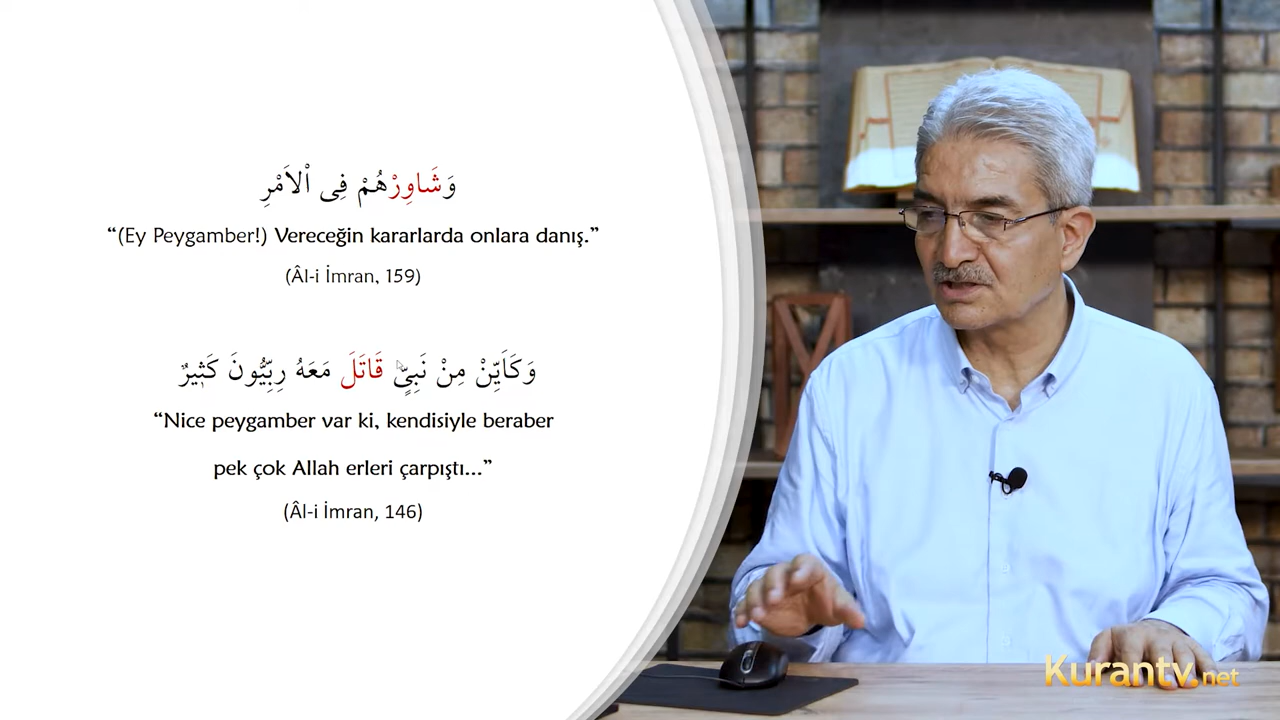 وَشَاوِرْهُمْ فِى الْاَمْرِ
“(Ey Peygamber!) Vereceğin kararlarda onlara danış.”
(Âl-i İmran, 159)
وَكَاَيِّنْ مِنْ نَبِيٍّ قَاتَلَ مَعَهُ رِبِّيُّونَ كَثٖيرٌ
“Nice peygamber var ki, kendisiyle beraber
pek çok Allah erleri çarpıştı...”
(Âl-i İmran, 146)
Kurantv.net